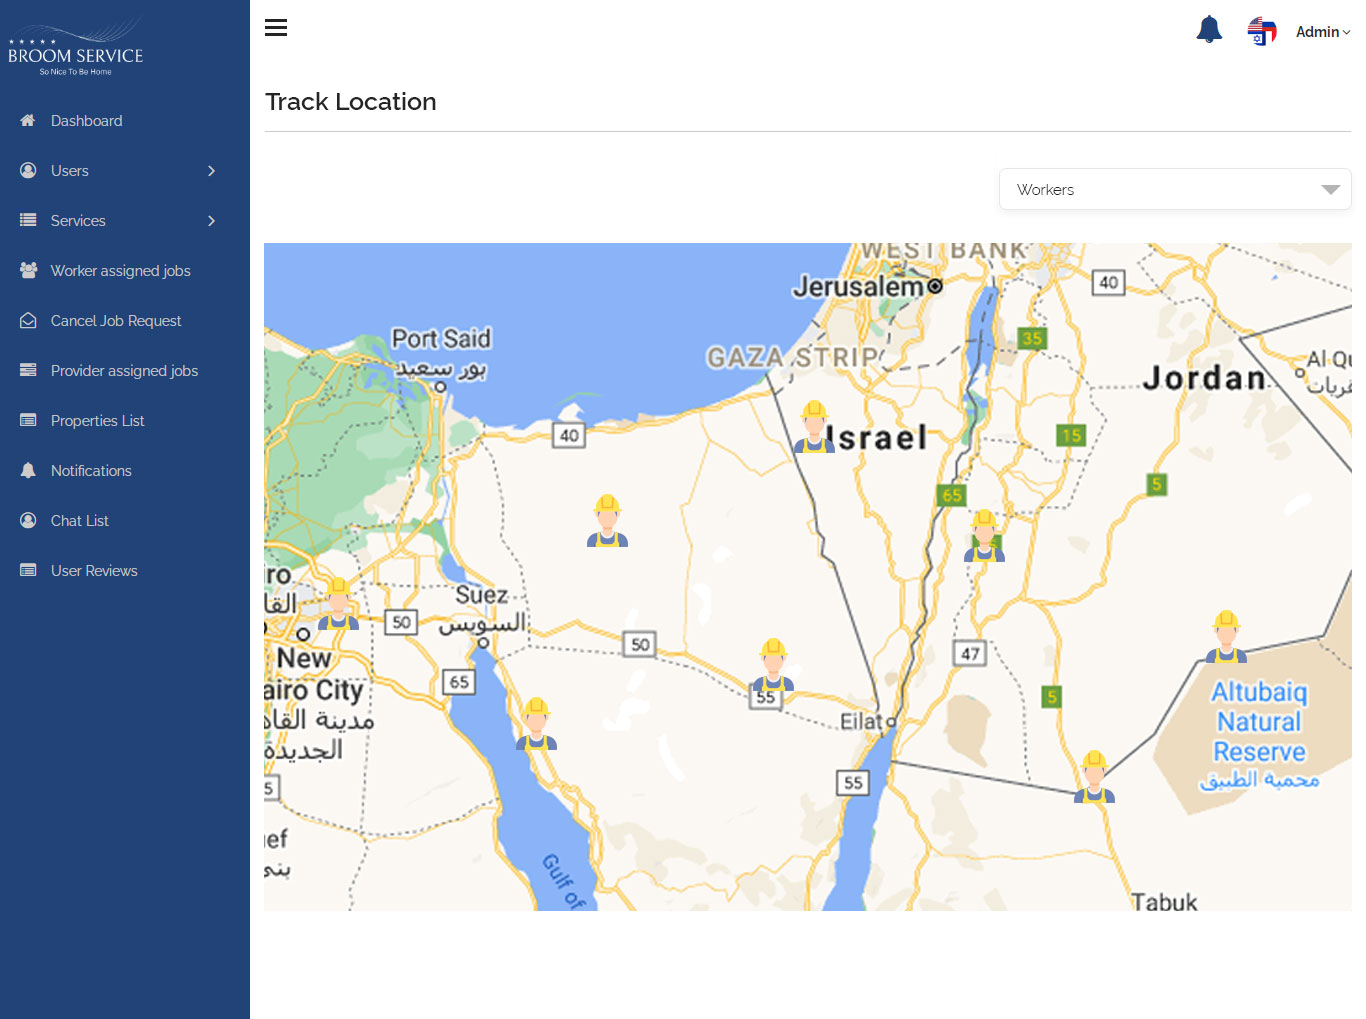 BROOM SERVICE
So Nice To Be Home
Dashboard
Users
Services
Worker assigned jobs
Cancel Job Request
Provider assigned jobs
Properties List
Notifications
Chat List
User Reviews
Admin
Track Location
Workers
WEST BANK
Jerusalem
40
Port Said
بور سعيد
35
GAZA STRIP
Al Qu
قريات
Jordan
40
Israel
15
65
5
ro
القا
Suez
السويس
50
50
47
New
airo City
مدينة القاه
الجديدة
65
55
5
Eilat
Altubaiq
Natural
Reserve
محمية الطبيق
55
5
ef
بني
Gulf of
Tabuk